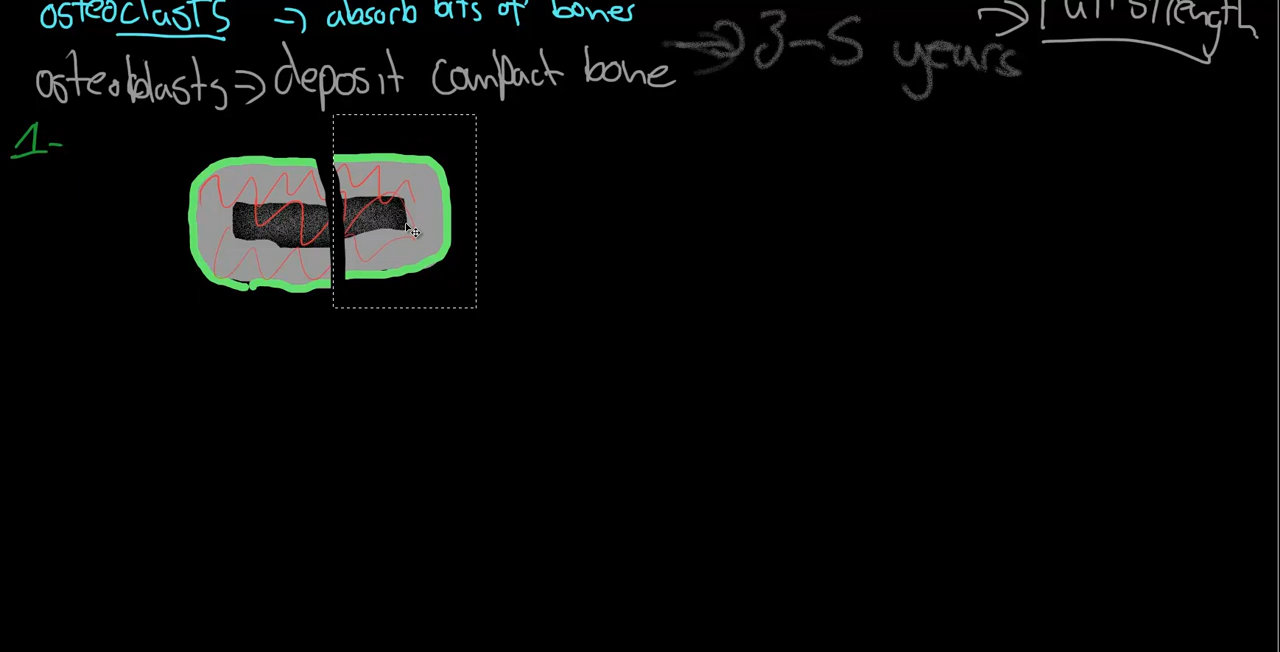 osteoclasts → absorb bits of bones
Full strength
osteoblasts ⇒ deposit compact bone → 3-5 years
1-